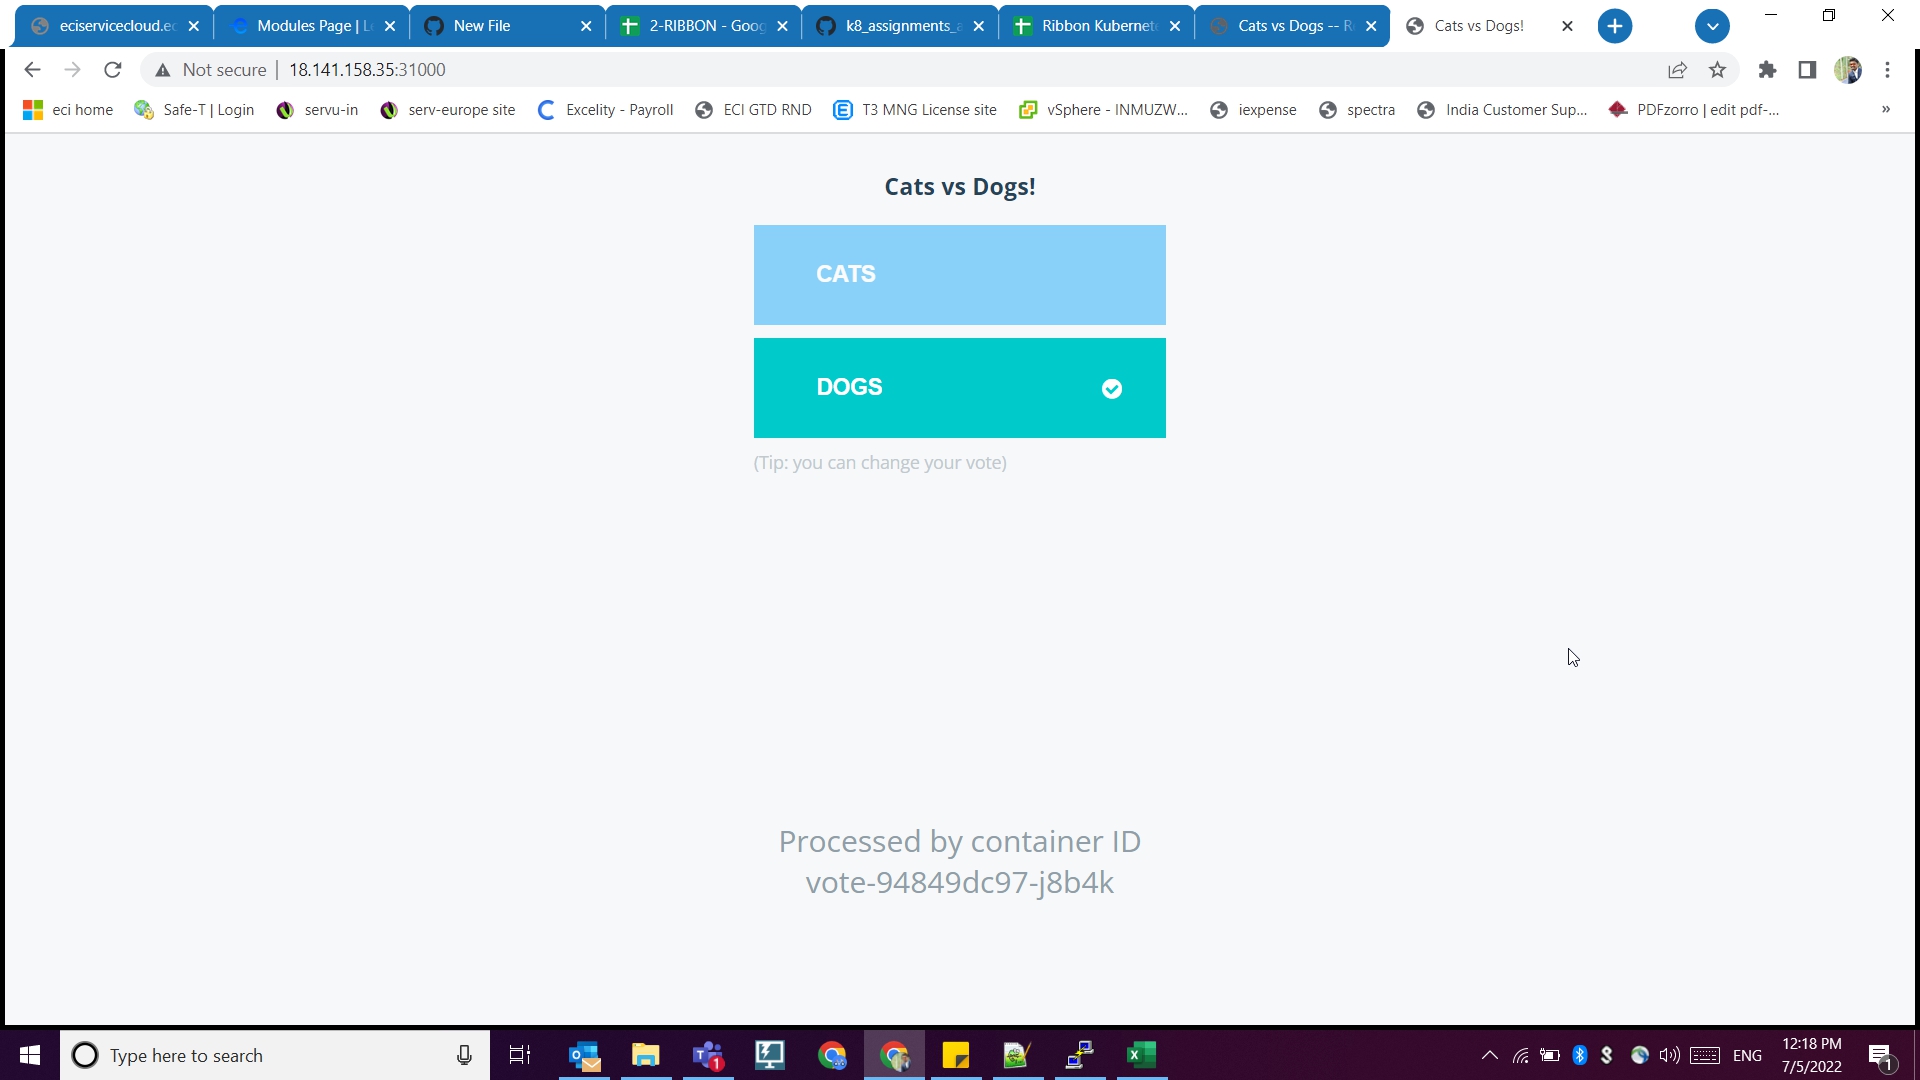 eciservicecloud.ec
Modules Page | L
New File
2-RIBBON - Goog
k8_assignments_a
Ribbon Kubernete
Cats vs Dogs -- R
Cats vs Dogs!
Not secure | 18.141.158.35:31000
eci home
Safe-T | Login
servu-in
serv-europe site
Excelity - Payroll
ECI GTD RND
T3 MNG License site
vSphere - INMUZW...
iexpense
spectra
India Customer Sup...
PDFzorro | edit pdf-...
»
Cats vs Dogs!
CATS
DOGS
(Tip: you can change your vote)
Processed by container ID
vote-94849dc97-j8b4k
Type here to search
1
ENG
12:18 PM
7/5/2022
1